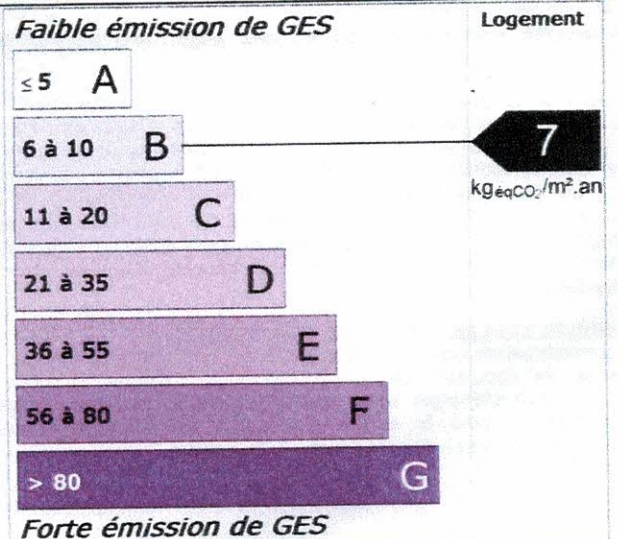 Faible émission de GES
Logement
≤ 5 A
6 à 10 B
7
kgéqCO₂/m².an
11 à 20 C
21 à 35 D
36 à 55 E
56 à 80 F
> 80 G
Forte émission de GES